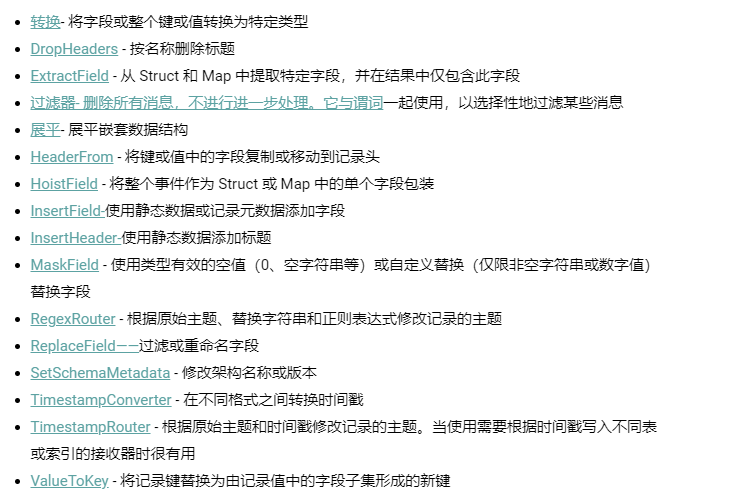 转换- 将字段或整个键或值转换为特定类型
DropHeaders - 按名称删除标题
ExtractField - 从 Struct 和 Map 中提取特定字段，并在结果中仅包含此字段
过滤器- 删除所有消息，不进行进一步处理。它与谓词一起使用，以选择性地过滤某些消息
展平- 展平嵌套数据结构
HeaderFrom - 将键或值中的字段复制或移动到记录头
HoistField - 将整个事件作为 Struct 或 Map 中的单个字段包装
InsertField-使用静态数据或记录元数据添加字段
InsertHeader-使用静态数据添加标题
MaskField - 使用类型有效的空值（0、空字符串等）或自定义替换（仅限非空字符串或数字值）
替换字段
RegexRouter - 根据原始主题、替换字符串和正则表达式修改记录的主题
ReplaceField——过滤或重命名字段
SetSchemaMetadata - 修改架构名称或版本
TimestampConverter - 在不同格式之间转换时间戳
TimestampRouter - 根据原始主题和时间戳修改记录的主题。当使用需要根据时间戳写入不同表
或索引的接收器时很有用
ValueToKey - 将记录键替换为由记录值中的字段子集形成的新键